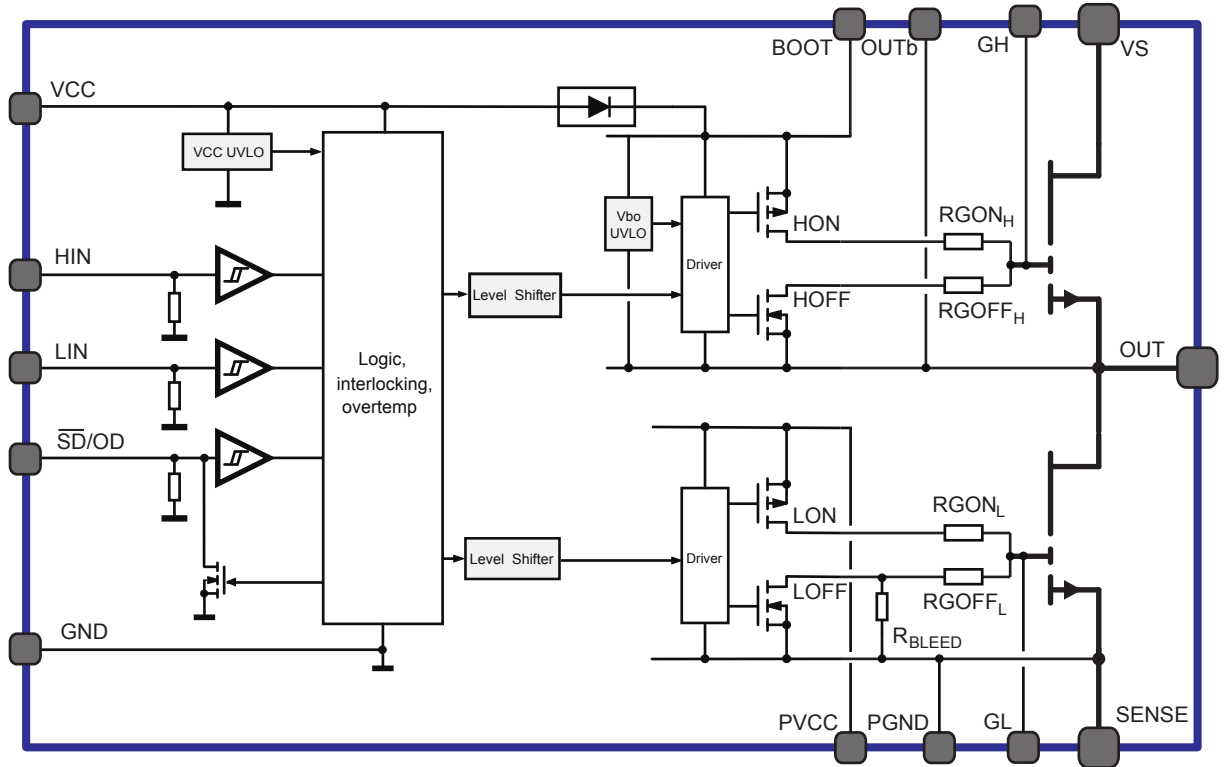 BOOT
OUTb
GH
VS
VCC
VCC UVLO
HIN
Vbo
UVLO
Driver
HON
RGON_H
HOFF
RGOFF_H
Level Shifter
LIN
Logic,
interlocking,
overtemp
OUT
S̅D̅/OD
Driver
LON
RGON_L
Level Shifter
LOFF
RGOFF_L
R_BLEED
GND
PVCC
PGND
GL
SENSE